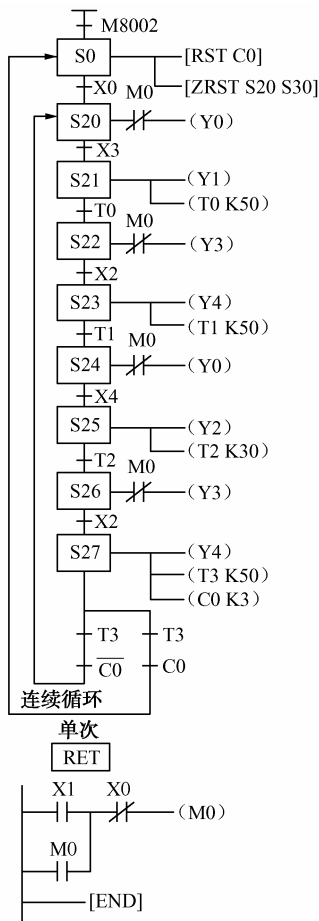 M8002
S0 [RST C0]
X0 [ZRST S20 S30]
M0
S20 (Y0)
X3
S21 (Y1)
T0 (T0 K50)
M0
S22 (Y3)
X2
S23 (Y4)
T1 (T1 K50)
M0
S24 (Y0)
X4
S25 (Y2)
T2 (T2 K30)
M0
S26 (Y3)
X2
S27 (Y4)
(T3 K50)
(C0 K3)
T3 T3
C̅0̅ C0
连续循环
单次
RET
X1 X0
(M0)
M0
[END]